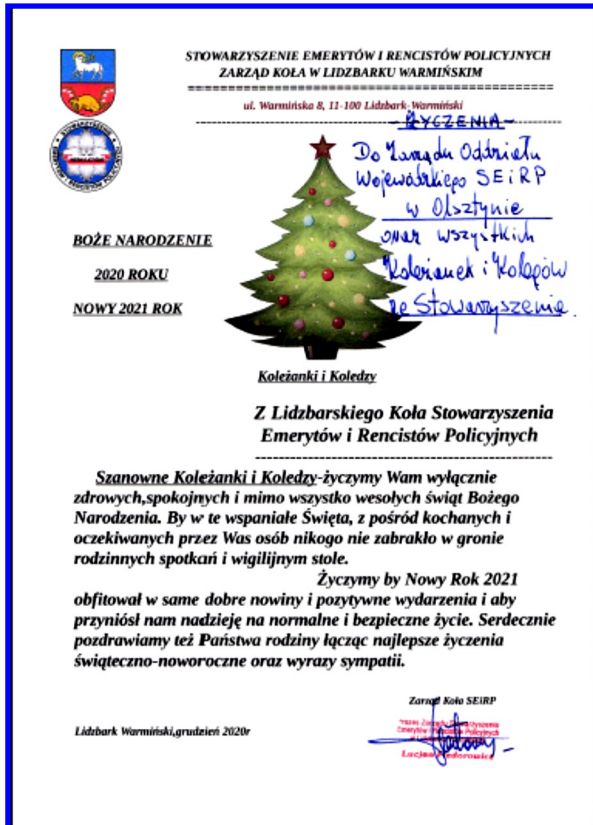 STOWARZYSZENIE EMERYTÓW I RENCISTÓW POLICYJNYCH
ZARZĄD KOŁA W LIDZBARKU WARMIŃSKIM
ul. Warmińska 8, 11-100 Lidzbark-Warmiński
- ŻYCZENIA -
Do Zarządu Oddziału
Wojewódzkiego SEiRP
w Olsztynie
oraz wszystkich
Koleżanek i Kolegów
ze Stowarzyszenia.
BOŻE NARODZENIE
2020 ROKU
NOWY 2021 ROK
Koleżanki i Koledzy
Z Lidzbarskiego Koła Stowarzyszenia
Emerytów i Rencistów Policyjnych
Szanowne Koleżanki i Koledzy-życzymy Wam wyłącznie
zdrowych,spokojnych i mimo wszystko wesołych świąt Bożego
Narodzenia. By w te wspaniałe Święta, z pośród kochanych i
oczekiwanych przez Was osób nikogo nie zabrakło w gronie
rodzinnych spotkań i wigilijnym stole.
Życzymy by Nowy Rok 2021
obfitował w same dobre nowiny i pozytywne wydarzenia i aby
przyniósł nam nadzieję na normalne i bezpieczne życie. Serdecznie
pozdrawiamy też Państwa rodziny łącząc najlepsze życzenia
świąteczno-noworoczne oraz wyrazy sympatii.
Zarząd Koła SEiRP
Lidzbark Warmiński,grudzień 2020r